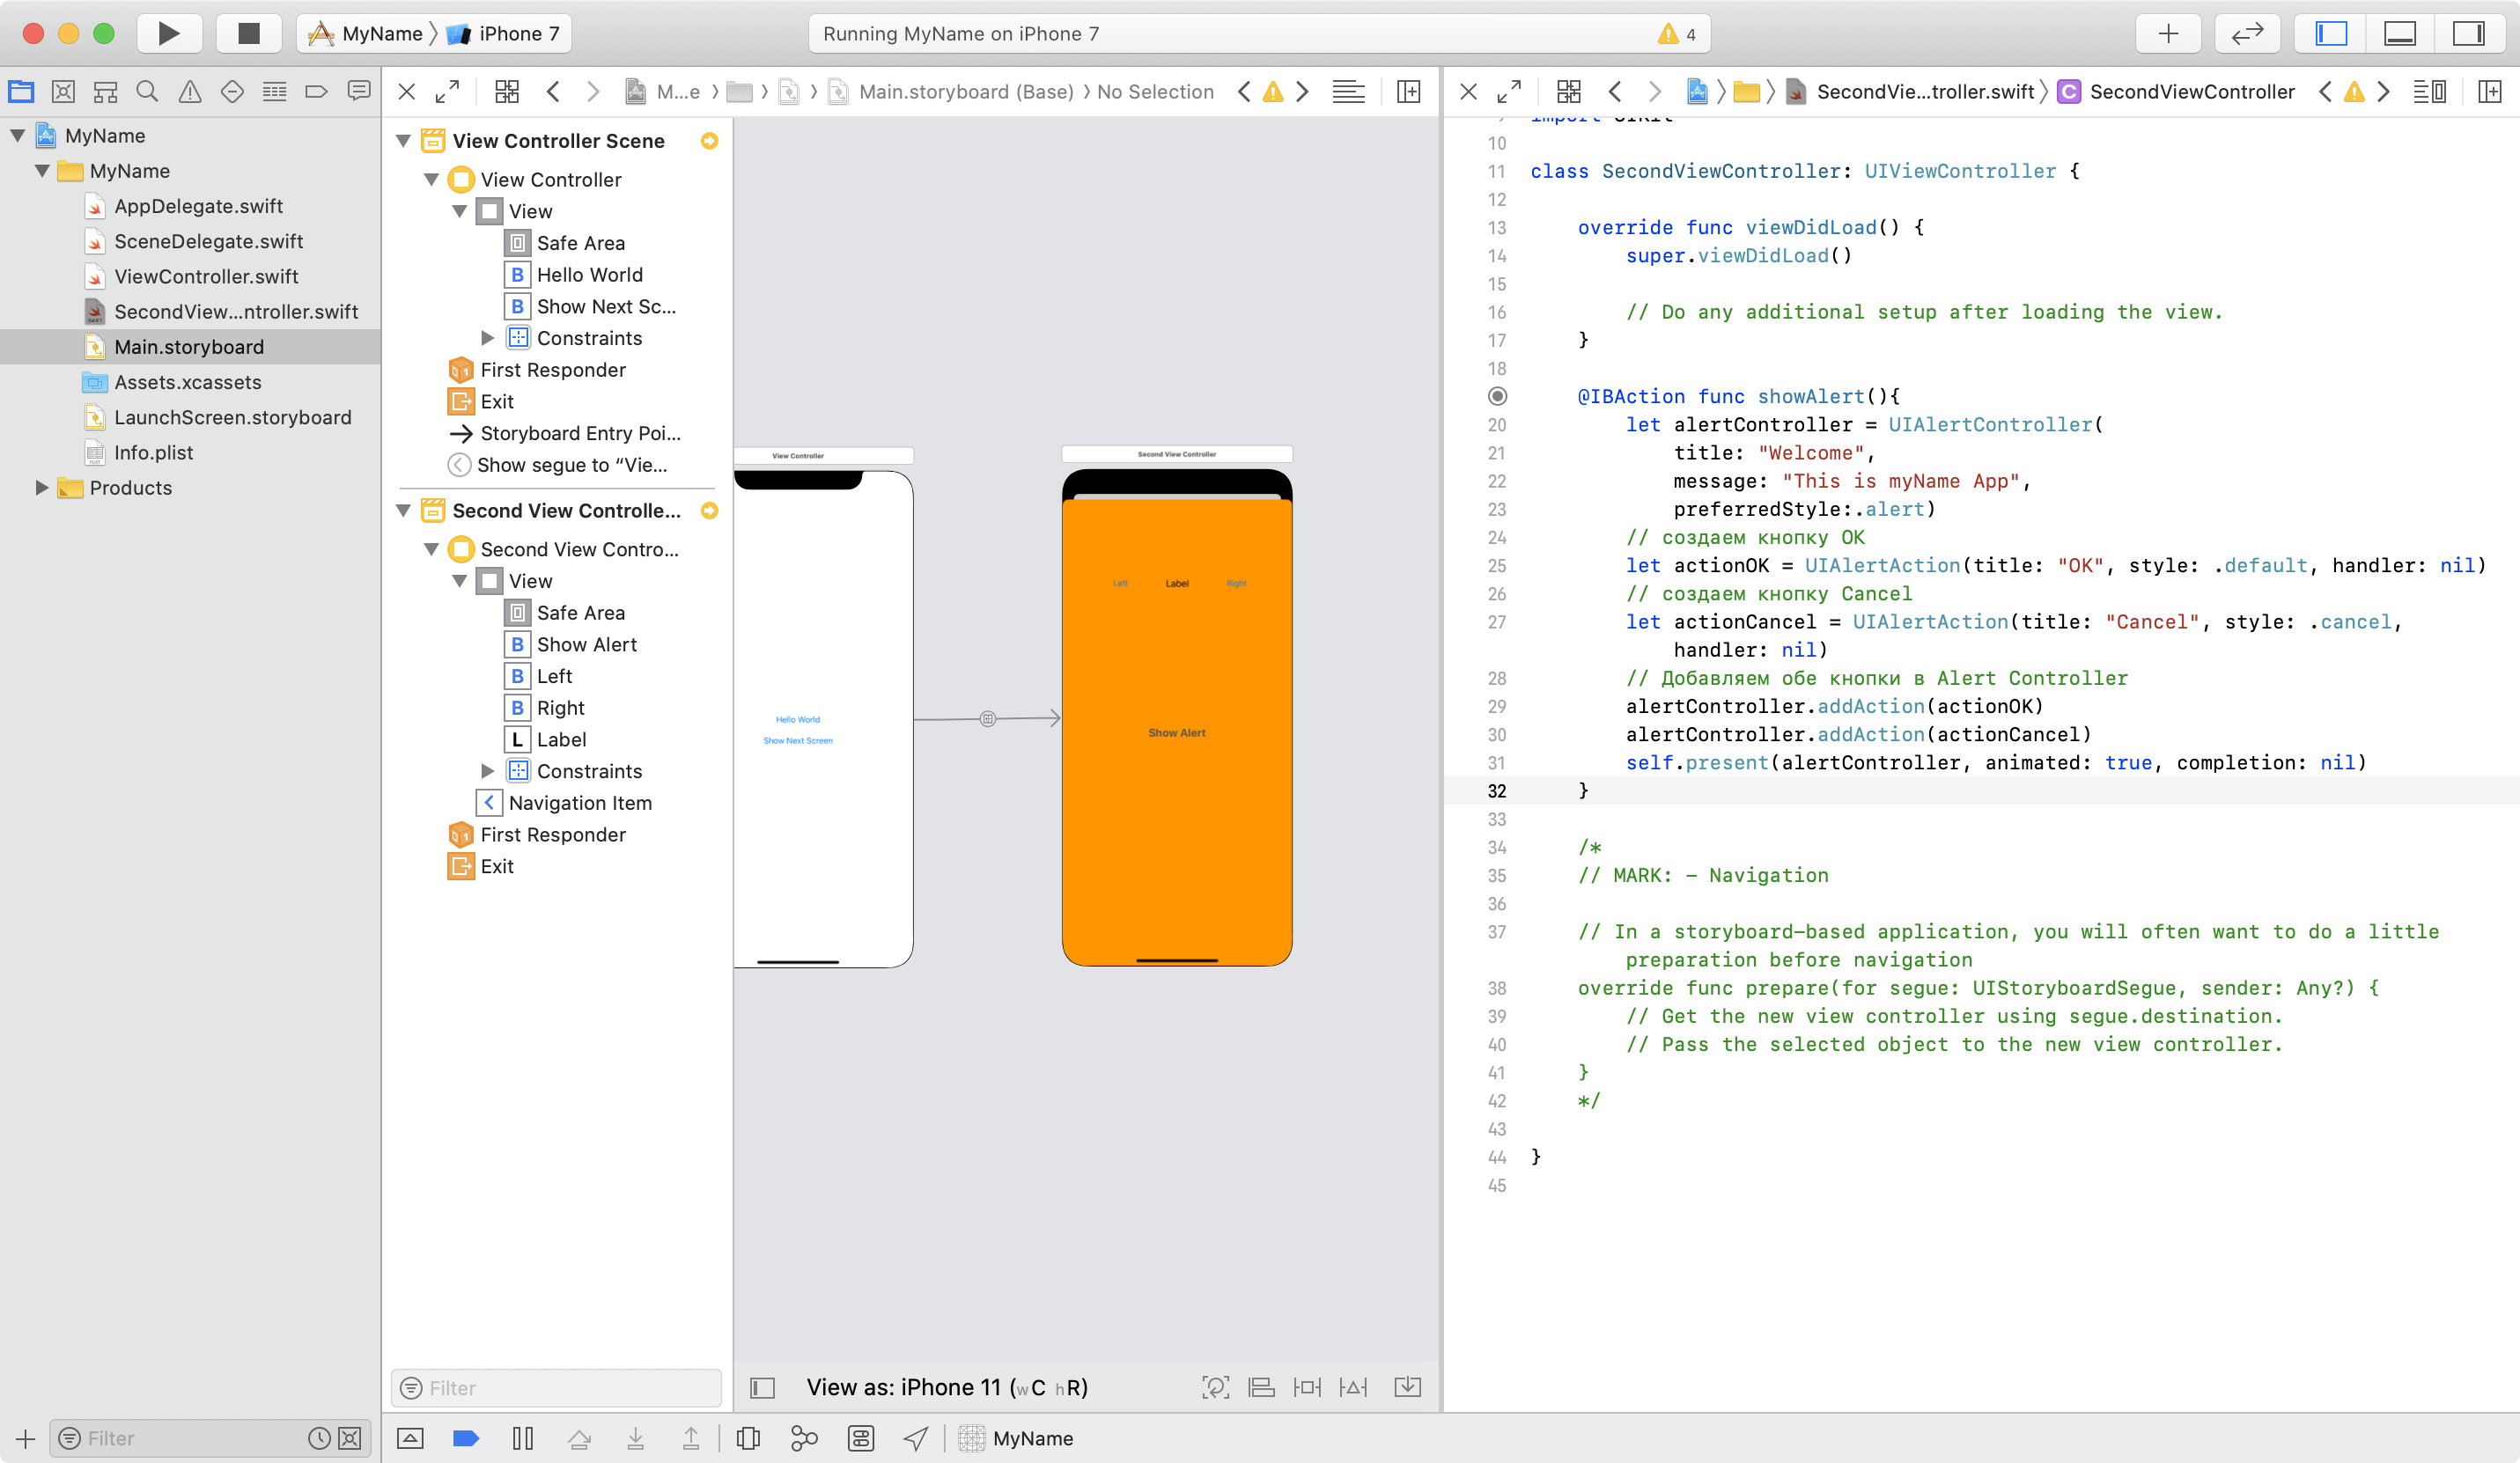 MyName
iPhone 7
Running MyName on iPhone 7
4
M...e
Main.storyboard (Base)
No Selection
SecondVie...troller.swift
C
SecondViewController
MyName
MyName
AppDelegate.swift
SceneDelegate.swift
ViewController.swift
SecondView...ntroller.swift
Main.storyboard
Assets.xcassets
LaunchScreen.storyboard
Info.plist
Products
View Controller Scene
View Controller
View
Safe Area
B Hello World
B Show Next Sc...
Constraints
First Responder
Exit
Storyboard Entry Poi...
Show segue to “Vie...
Second View Controlle...
Second View Contro...
View
Safe Area
B Show Alert
B Left
B Right
L Label
Constraints
Navigation Item
First Responder
Exit
View Controller
Hello World
Show Next Screen
Second View Controller
Left Label Right
Show Alert
9 import UIKit
10
11 class SecondViewController: UIViewController {
12
13 override func viewDidLoad() {
14 super.viewDidLoad()
15
16 // Do any additional setup after loading the view.
17 }
18
@IBAction func showAlert(){
20 let alertController = UIAlertController(
21 title: "Welcome",
22 message: "This is myName App",
23 preferredStyle:.alert)
24 // создаем кнопку ОК
25 let actionOK = UIAlertAction(title: "OK", style: .default, handler: nil)
26 // создаем кнопку Cancel
27 let actionCancel = UIAlertAction(title: "Cancel", style: .cancel,
handler: nil)
28 // Добавляем обе кнопки в Alert Controller
29 alertController.addAction(actionOK)
30 alertController.addAction(actionCancel)
31 self.present(alertController, animated: true, completion: nil)
32 }
33
34 /*
35 // MARK: - Navigation
36
37 // In a storyboard-based application, you will often want to do a little
preparation before navigation
38 override func prepare(for segue: UIStoryboardSegue, sender: Any?) {
39 // Get the new view controller using segue.destination.
40 // Pass the selected object to the new view controller.
41 }
42 */
43
44 }
45
Filter
View as: iPhone 11 (wC hR)
Filter
MyName